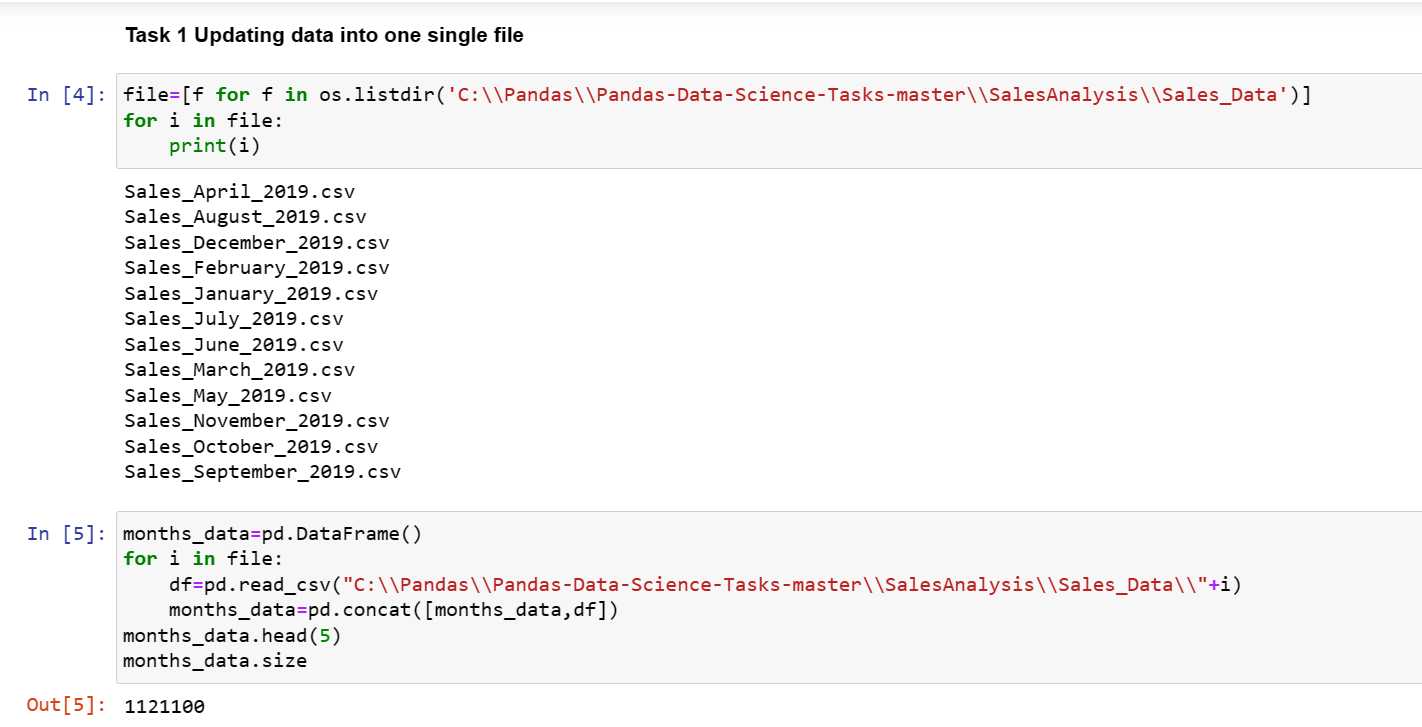 Task 1 Updating data into one single file
In [4]: file=[f for f in os.listdir('C:\\Pandas\\Pandas-Data-Science-Tasks-master\\SalesAnalysis\\Sales_Data')]
for i in file:
    print(i)
Sales_April_2019.csv
Sales_August_2019.csv
Sales_December_2019.csv
Sales_February_2019.csv
Sales_January_2019.csv
Sales_July_2019.csv
Sales_June_2019.csv
Sales_March_2019.csv
Sales_May_2019.csv
Sales_November_2019.csv
Sales_October_2019.csv
Sales_September_2019.csv
In [5]: months_data=pd.DataFrame()
for i in file:
    df=pd.read_csv("C:\\Pandas\\Pandas-Data-Science-Tasks-master\\SalesAnalysis\\Sales_Data\\"+i)
    months_data=pd.concat([months_data,df])
months_data.head(5)
months_data.size
Out[5]: 1121100